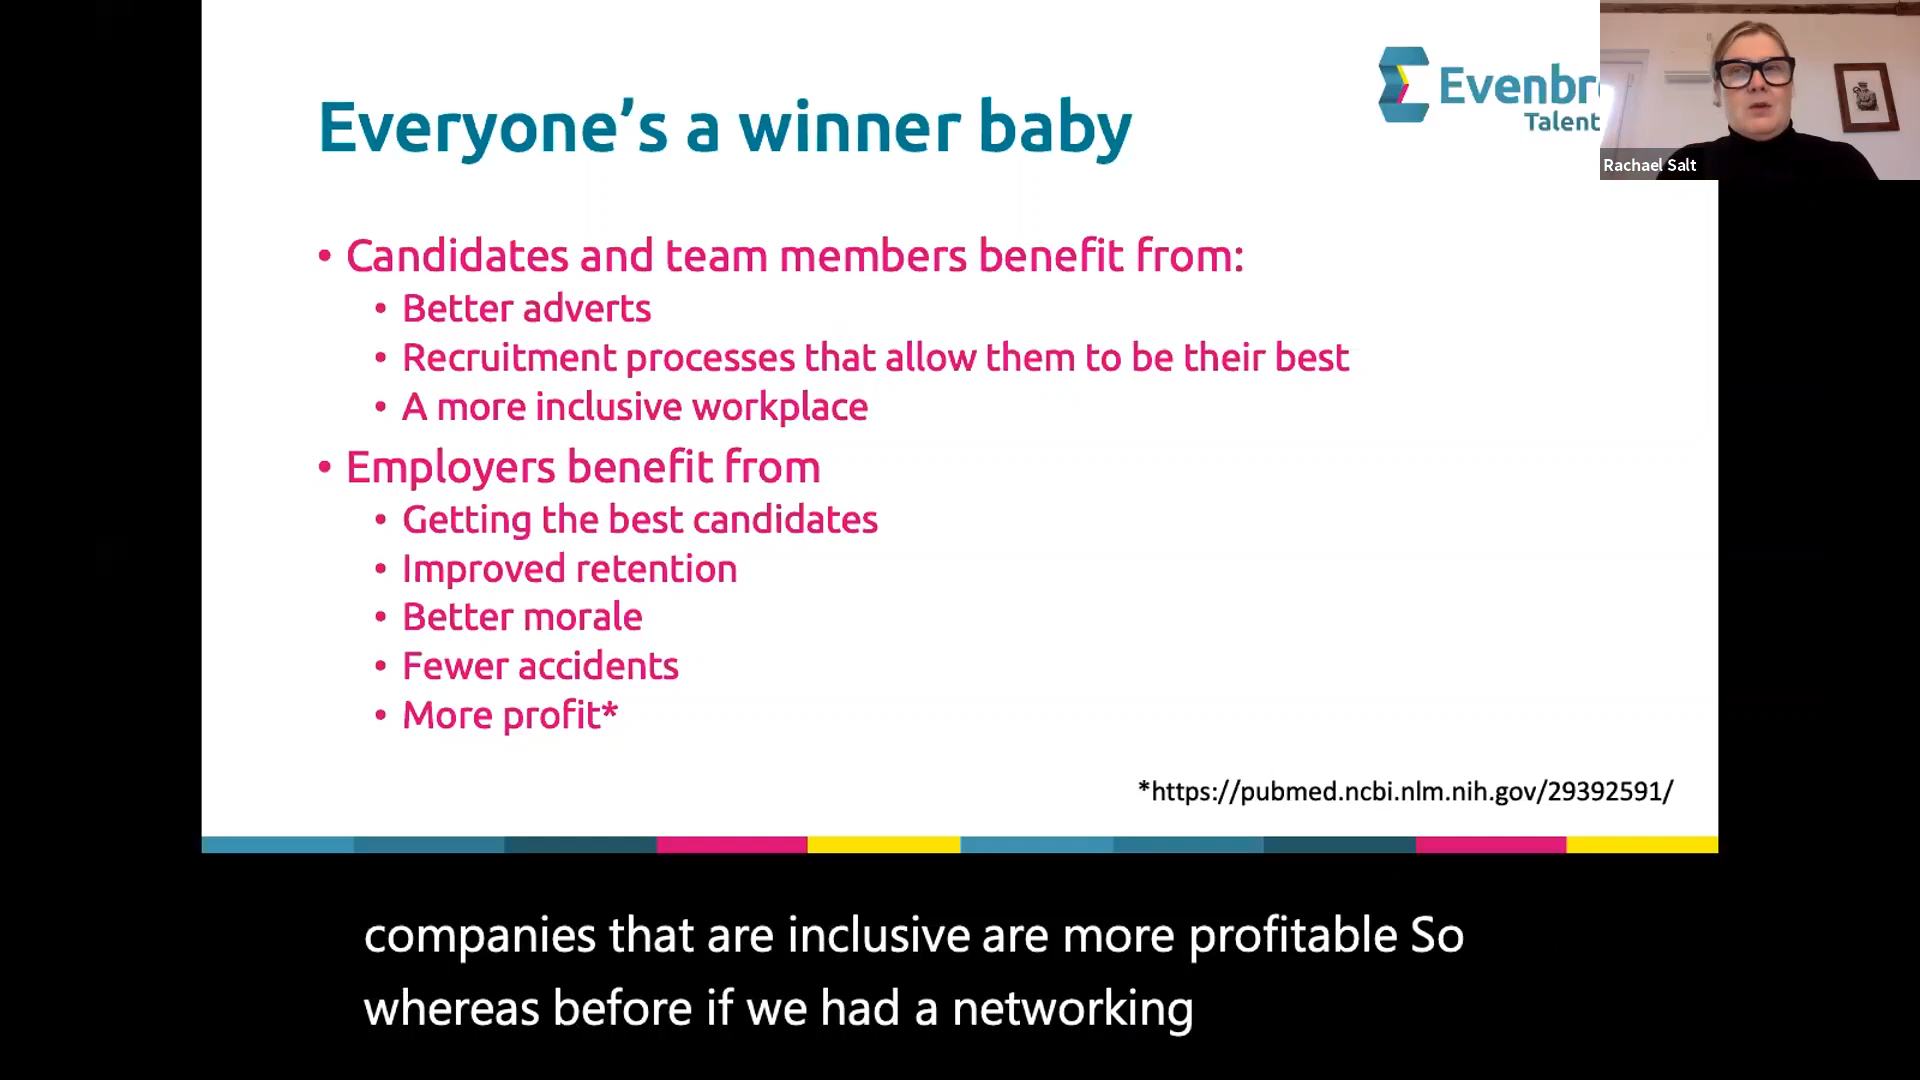 Everyone’s a winner baby
Talent
Rachael Salt
• Candidates and team members benefit from:
• Better adverts
• Recruitment processes that allow them to be their best
• A more inclusive workplace
• Employers benefit from
• Getting the best candidates
• Improved retention
• Better morale
• Fewer accidents
• More profit*
*https://pubmed.ncbi.nlm.nih.gov/29392591/
companies that are inclusive are more profitable So
whereas before if we had a networking